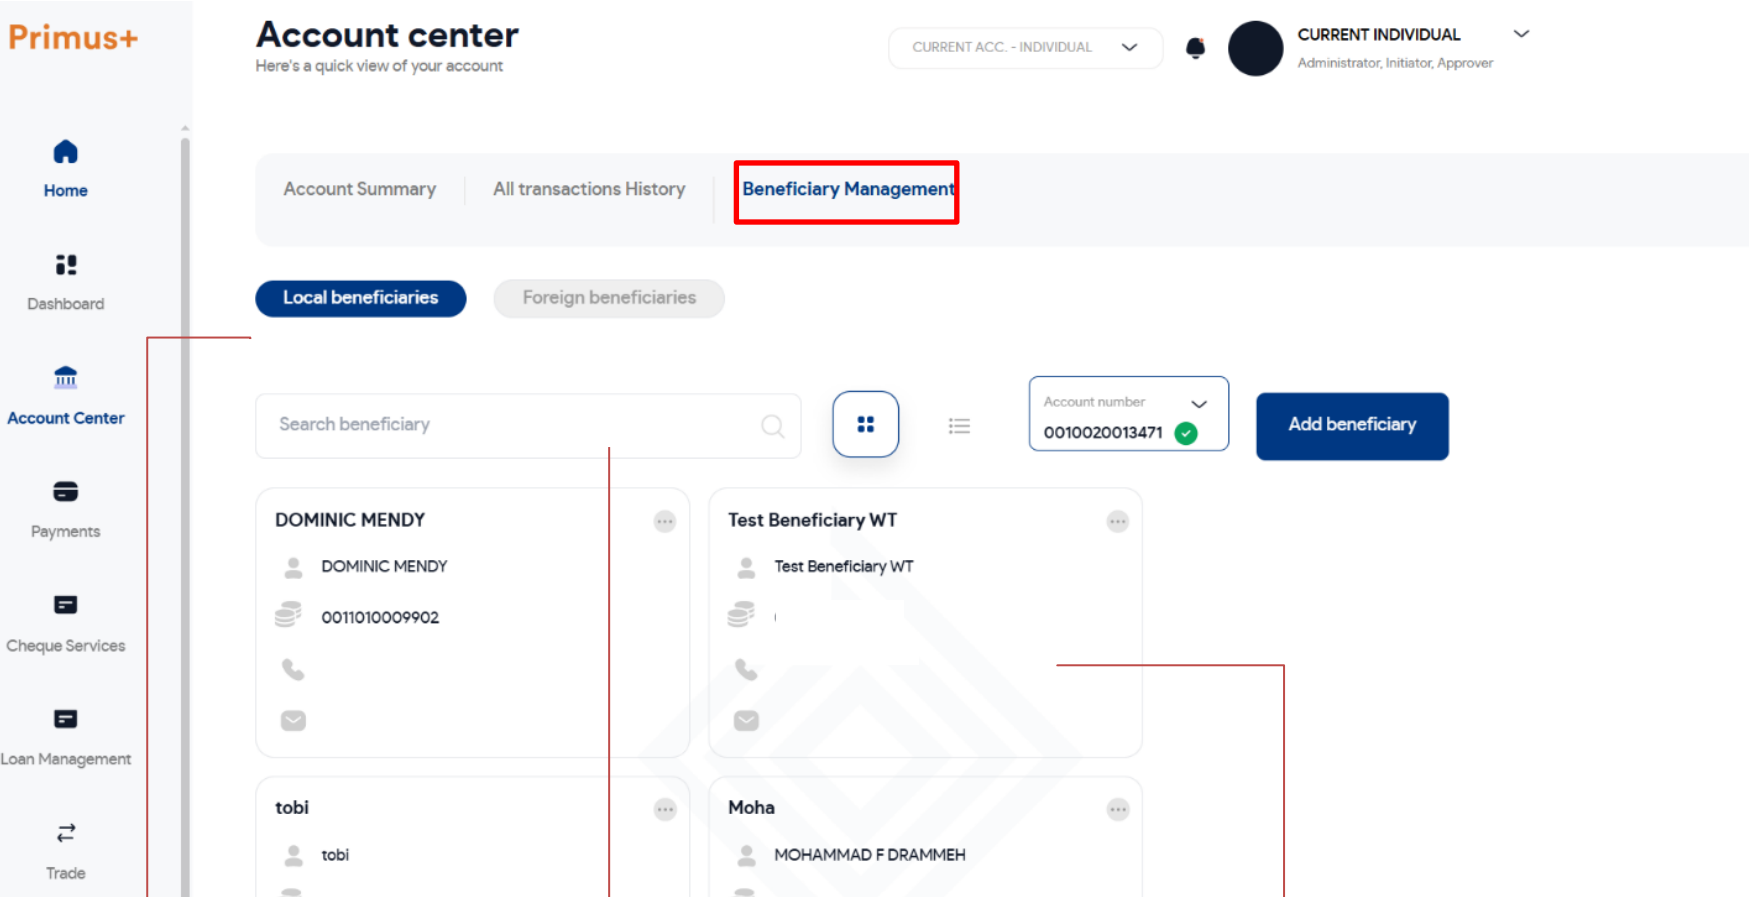 Primus+
Account center
Here's a quick view of your account
CURRENT ACC. - INDIVIDUAL
CURRENT INDIVIDUAL
Administrator, Initiator, Approver
Home
Dashboard
Account Center
Payments
Cheque Services
Loan Management
Trade
Account Summary
All transactions History
Beneficiary Management
Local beneficiaries
Foreign beneficiaries
Search beneficiary
Account number
0010020013471
Add beneficiary
DOMINIC MENDY
DOMINIC MENDY
0011010009902
Test Beneficiary WT
Test Beneficiary WT
tobi
tobi
Moha
MOHAMMAD F DRAMMEH